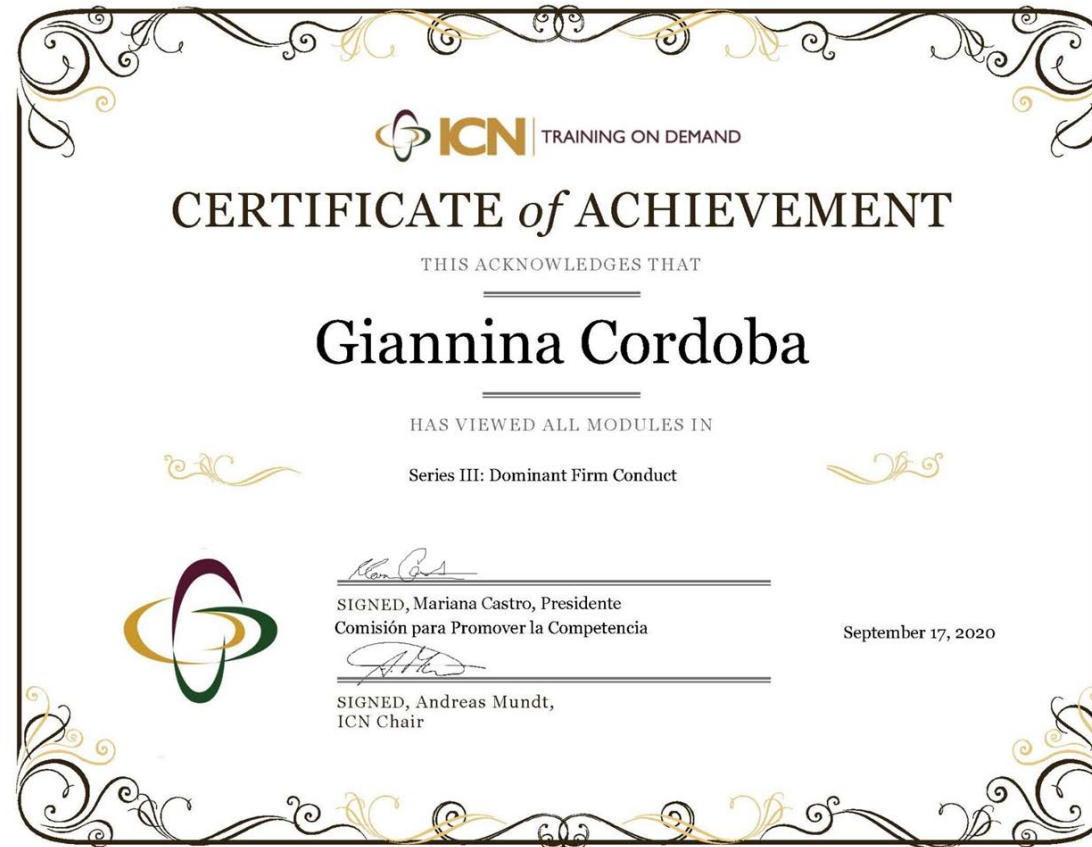 ICN TRAINING ON DEMAND
CERTIFICATE of ACHIEVEMENT
THIS ACKNOWLEDGES THAT
Giannina Cordoba
HAS VIEWED ALL MODULES IN
Series III: Dominant Firm Conduct
SIGNED, Mariana Castro, Presidente
Comisión para Promover la Competencia
September 17, 2020
SIGNED, Andreas Mundt,
ICN Chair